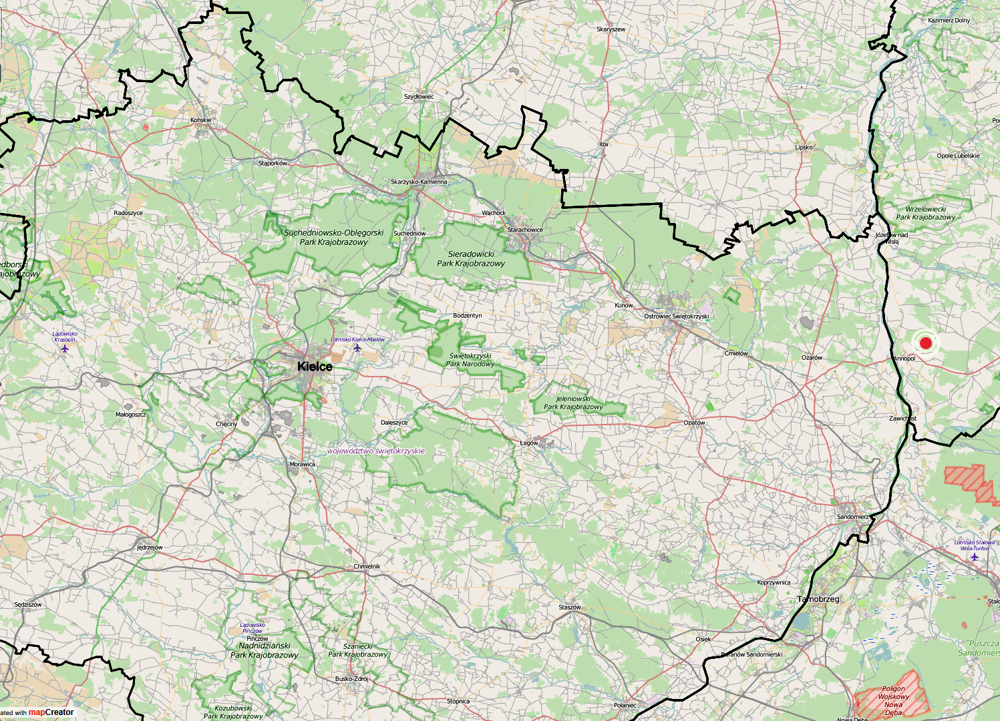 Kazimierz Dolny
Skaryszew
Szydłowiec
Końskie
Iłża
Lipsko
Opole Lubelskie
Stąporków
Skarżysko-Kamienna
Radoszyce
Wąchock
Wrzelowiecki
Park Krajobrazowy
Starachowice
Suchedniów
Suchedniowsko-Oblęgorski
Park Krajobrazowy
Józefów nad
Wisłą
Sieradowicki
Park Krajobrazowy
Kunów
Bodzentyn
Ostrowiec Świętokrzyski
Lądowisko
Krasocin
Lotnisko Kielce-Masłów
Świętokrzyski
Park Narodowy
Ćmielów
Ożarów
Annopol
Kielce
Jeleniowski
Park Krajobrazowy
Małogoszcz
Chęciny
Daleszyce
Opatów
Zawichost
Łagów
województwo świętokrzyskie
Morawica
Sandomierz
Jędrzejów
Lotnisko Stalowa
Wola-Turbia
Chmielnik
Koprzywnica
Tarnobrzeg
Sędziszów
Staszów
Lądowisko
Pińczów
Pińczów
Nadnidziański
Park Krajobrazowy
Szaniecki
Park Krajobrazowy
Osiek
Baranów Sandomierski
Puszcza
Busko-Zdrój
Stopnica
Połaniec
Poligon
Wojskowy
Nowa
Dęba
Nowa Dęba
Kozubowski
Park Krajobrazowy
ated with mapCreator